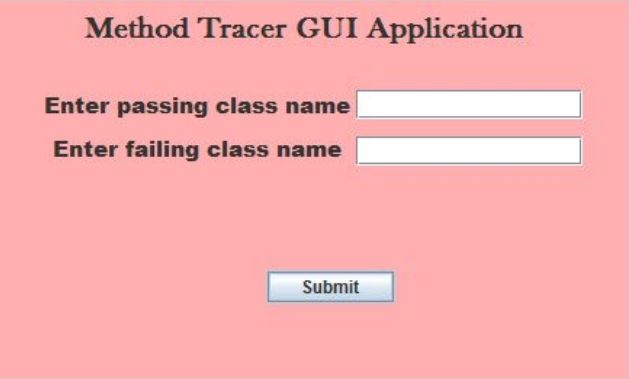 Method Tracer GUI Application
Enter passing class name
Enter failing class name
Submit